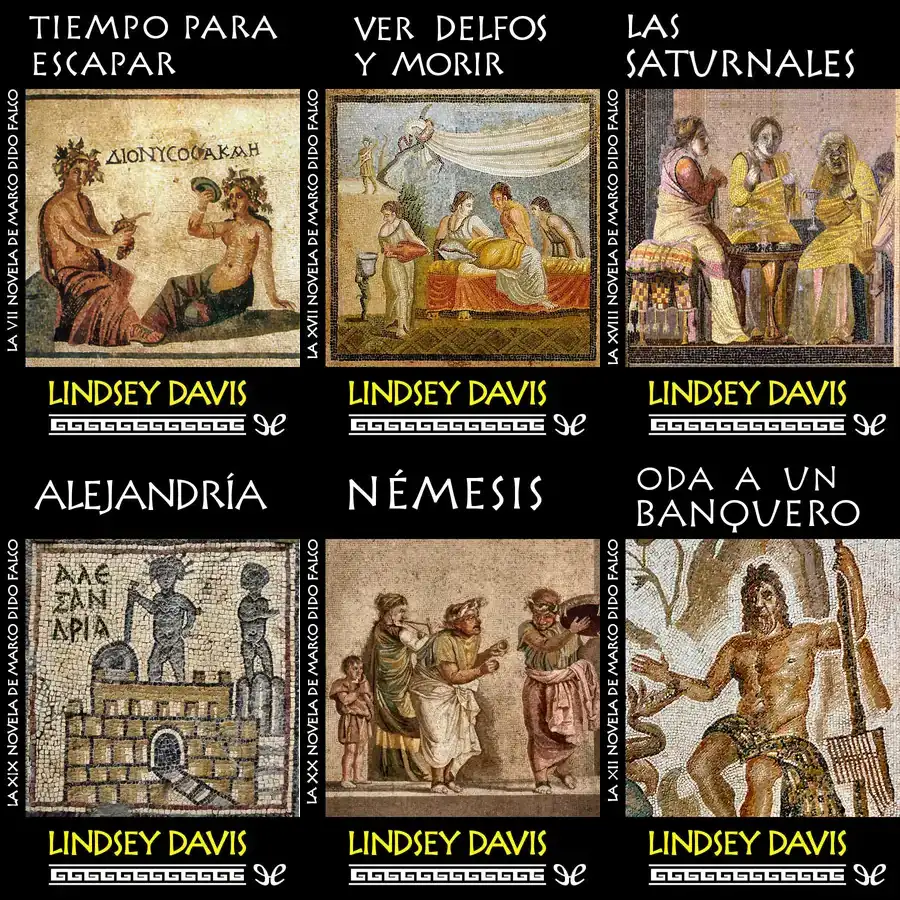 TIEMPO PARA
ESCAPAR
LA VII NOVELA DE MARCO DIDO FALCO
ΔΙΟΝΥCOC ΑΚΜΗ
LINDSEY DAVIS
VER DELFOS
Y MORIR
LA XVII NOVELA DE MARCO DIDO FALCO
LINDSEY DAVIS
LAS
SATURNALES
LA XVIII NOVELA DE MARCO DIDO FALCO
LINDSEY DAVIS
ALEJANDRÍA
LA XIX NOVELA DE MARCO DIDO FALCO
ΑΛΕ
ΞΑΝ
ΔΡΙΑ
LINDSEY DAVIS
NÉMESIS
LA XX NOVELA DE MARCO DIDO FALCO
LINDSEY DAVIS
ODA A UN
BANQUERO
LA XII NOVELA DE MARCO DIDO FALCO
LINDSEY DAVIS